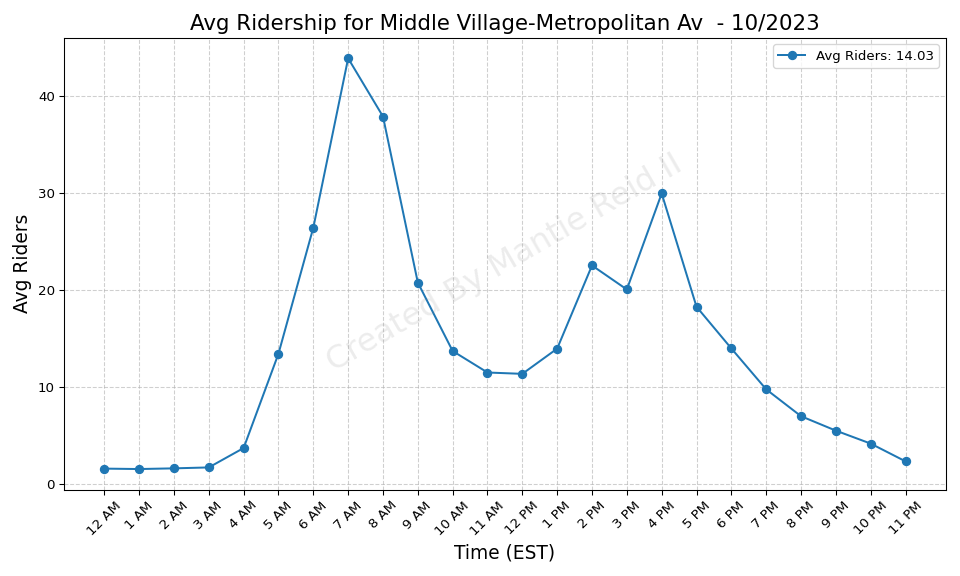 Avg Ridership for Middle Village-Metropolitan Av - 10/2023
Avg Riders: 14.03
Avg Riders
40
30
20
10
0
Created By Mantle Reid II
12 AM
1 AM
2 AM
3 AM
4 AM
5 AM
6 AM
7 AM
8 AM
9 AM
10 AM
11 AM
12 PM
1 PM
2 PM
3 PM
4 PM
5 PM
6 PM
7 PM
8 PM
9 PM
10 PM
11 PM
Time (EST)